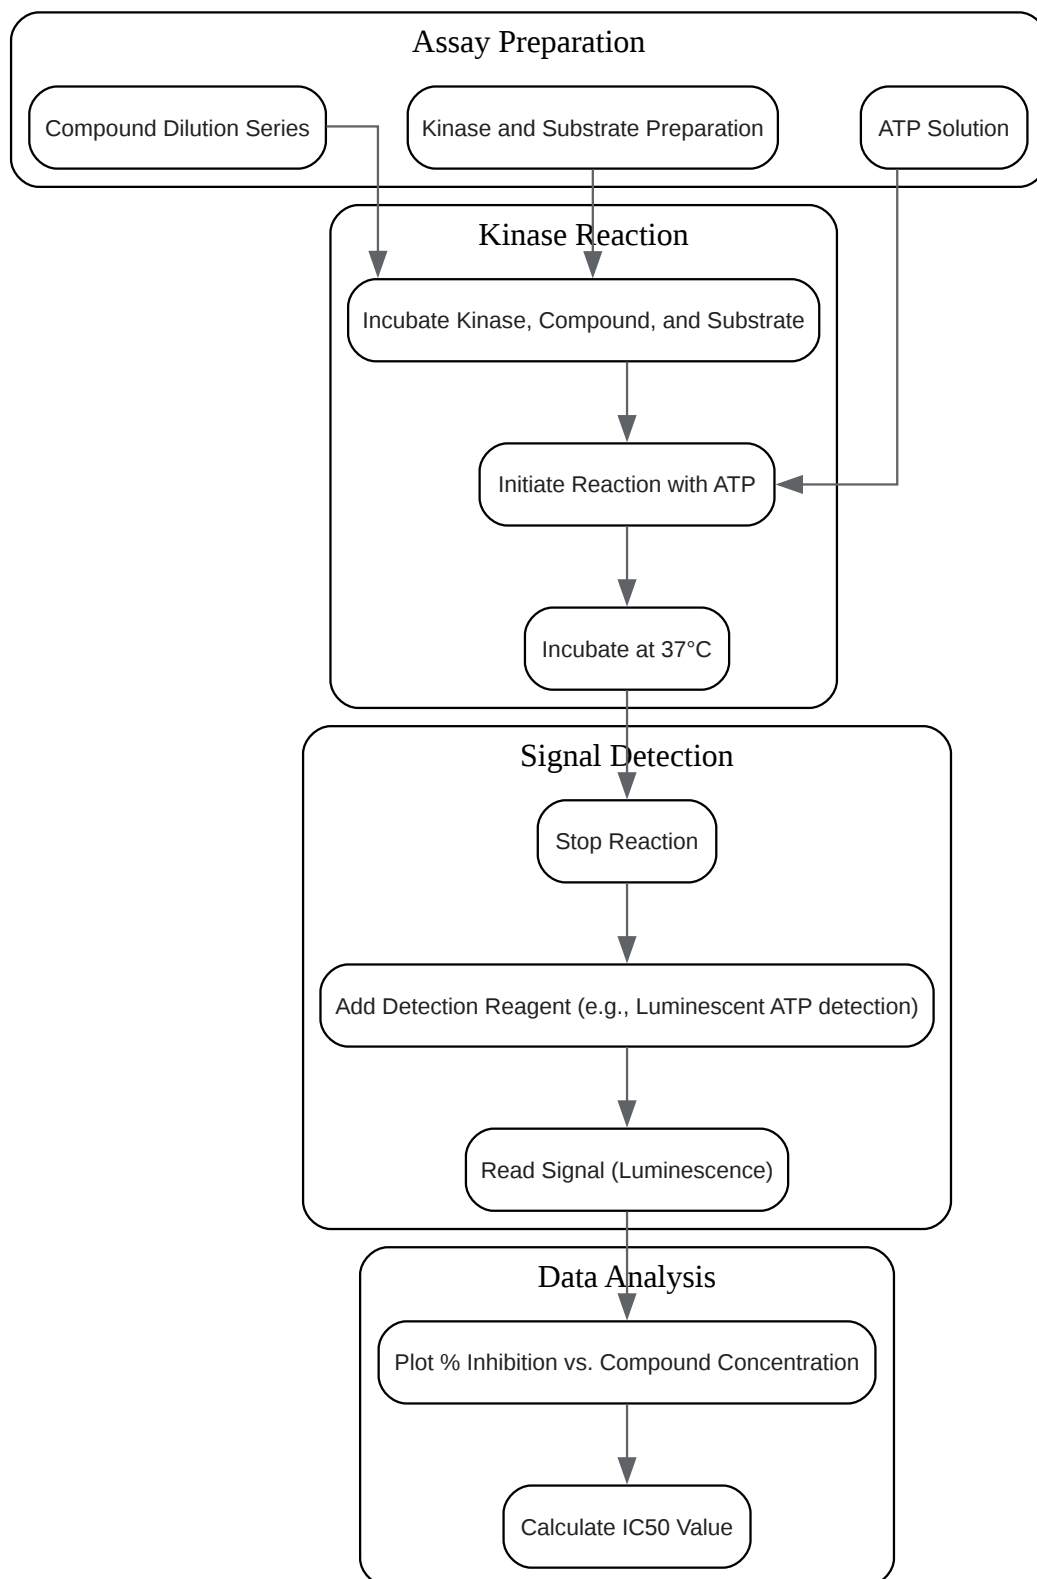 Assay Preparation
Compound Dilution Series
Kinase and Substrate Preparation
ATP Solution
Kinase Reaction
Incubate Kinase, Compound, and Substrate
Initiate Reaction with ATP
Incubate at 37°C
Signal Detection
Stop Reaction
Add Detection Reagent (e.g., Luminescent ATP detection)
Read Signal (Luminescence)
Data Analysis
Plot % Inhibition vs. Compound Concentration
Calculate IC50 Value